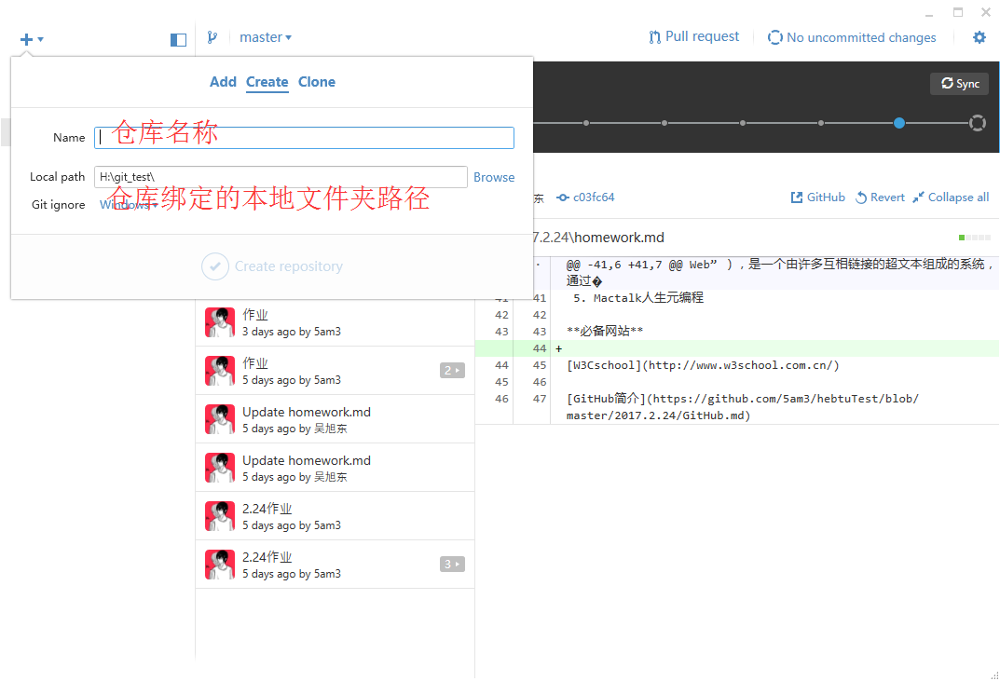 master
Pull request
No uncommitted changes
Add Create Clone
Sync
Name 仓库名称
Local path H:\git_test\ Browse
Git ignore Windows 仓库绑定的本地文件夹路径
Create repository
东 c03fc64 GitHub Revert Collapse all
7.2.24\homework.md
@@ -41,6 +41,7 @@ Web” ) ，是一个由许多互相链接的超文本组成的系统，
通过�
41 41 5. Mactalk人生元编程
42 42
43 43 **必备网站**
44 +
44 45 [W3Cschool](http://www.w3school.com.cn/)
45 46
46 47 [GitHub简介](https://github.com/5am3/hebtuTest/blob/
master/2017.2.24/GitHub.md)
作业
3 days ago by 5am3
作业
5 days ago by 5am3
2
Update homework.md
5 days ago by 吴旭东
Update homework.md
5 days ago by 吴旭东
2.24作业
5 days ago by 5am3
2.24作业
5 days ago by 5am3
3